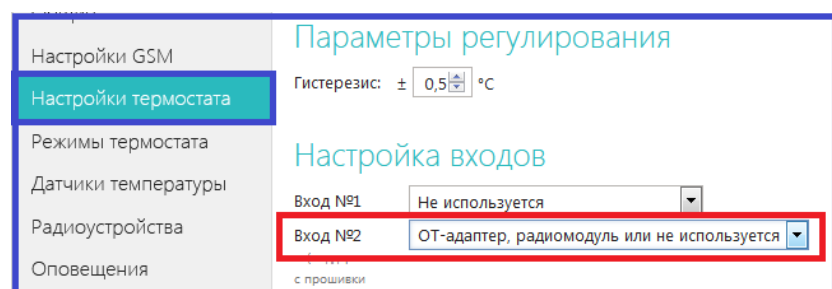 Настройки GSM
Настройки термостата
Режимы термостата
Датчики температуры
Радиоустройства
Оповещения
Параметры регулирования
Гистерезис: ± 0,5 °C
Настройка входов
Вход №1 Не используется
Вход №2 ОТ-адаптер, радиомодуль или не используется
с прошивки